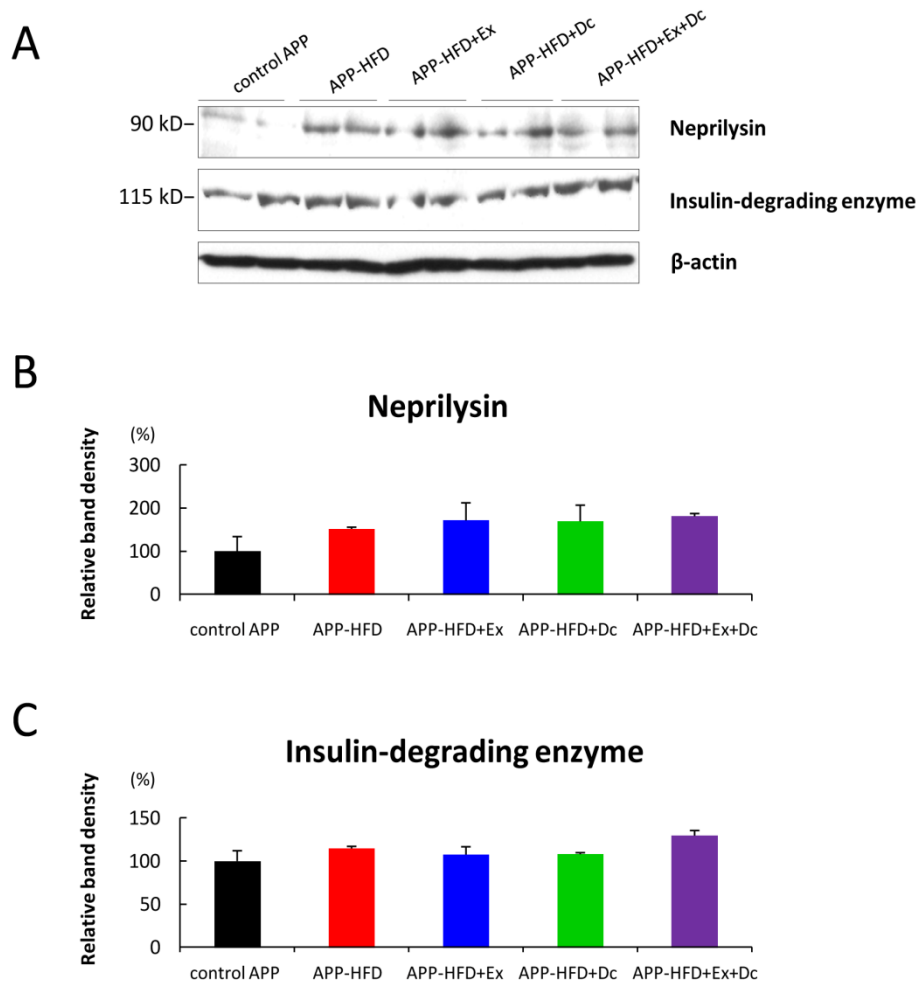 A
control APP
APP-HFD
APP-HFD+Ex
APP-HFD+Dc
APP-HFD+Ex+Dc
90 kD–
Neprilysin
115 kD–
Insulin-degrading enzyme
β-actin
B
Neprilysin
(%)
Relative band density
300
200
100
0
control APP APP-HFD APP-HFD+Ex APP-HFD+Dc APP-HFD+Ex+Dc
C
Insulin-degrading enzyme
(%)
Relative band density
150
100
50
0
control APP APP-HFD APP-HFD+Ex APP-HFD+Dc APP-HFD+Ex+Dc